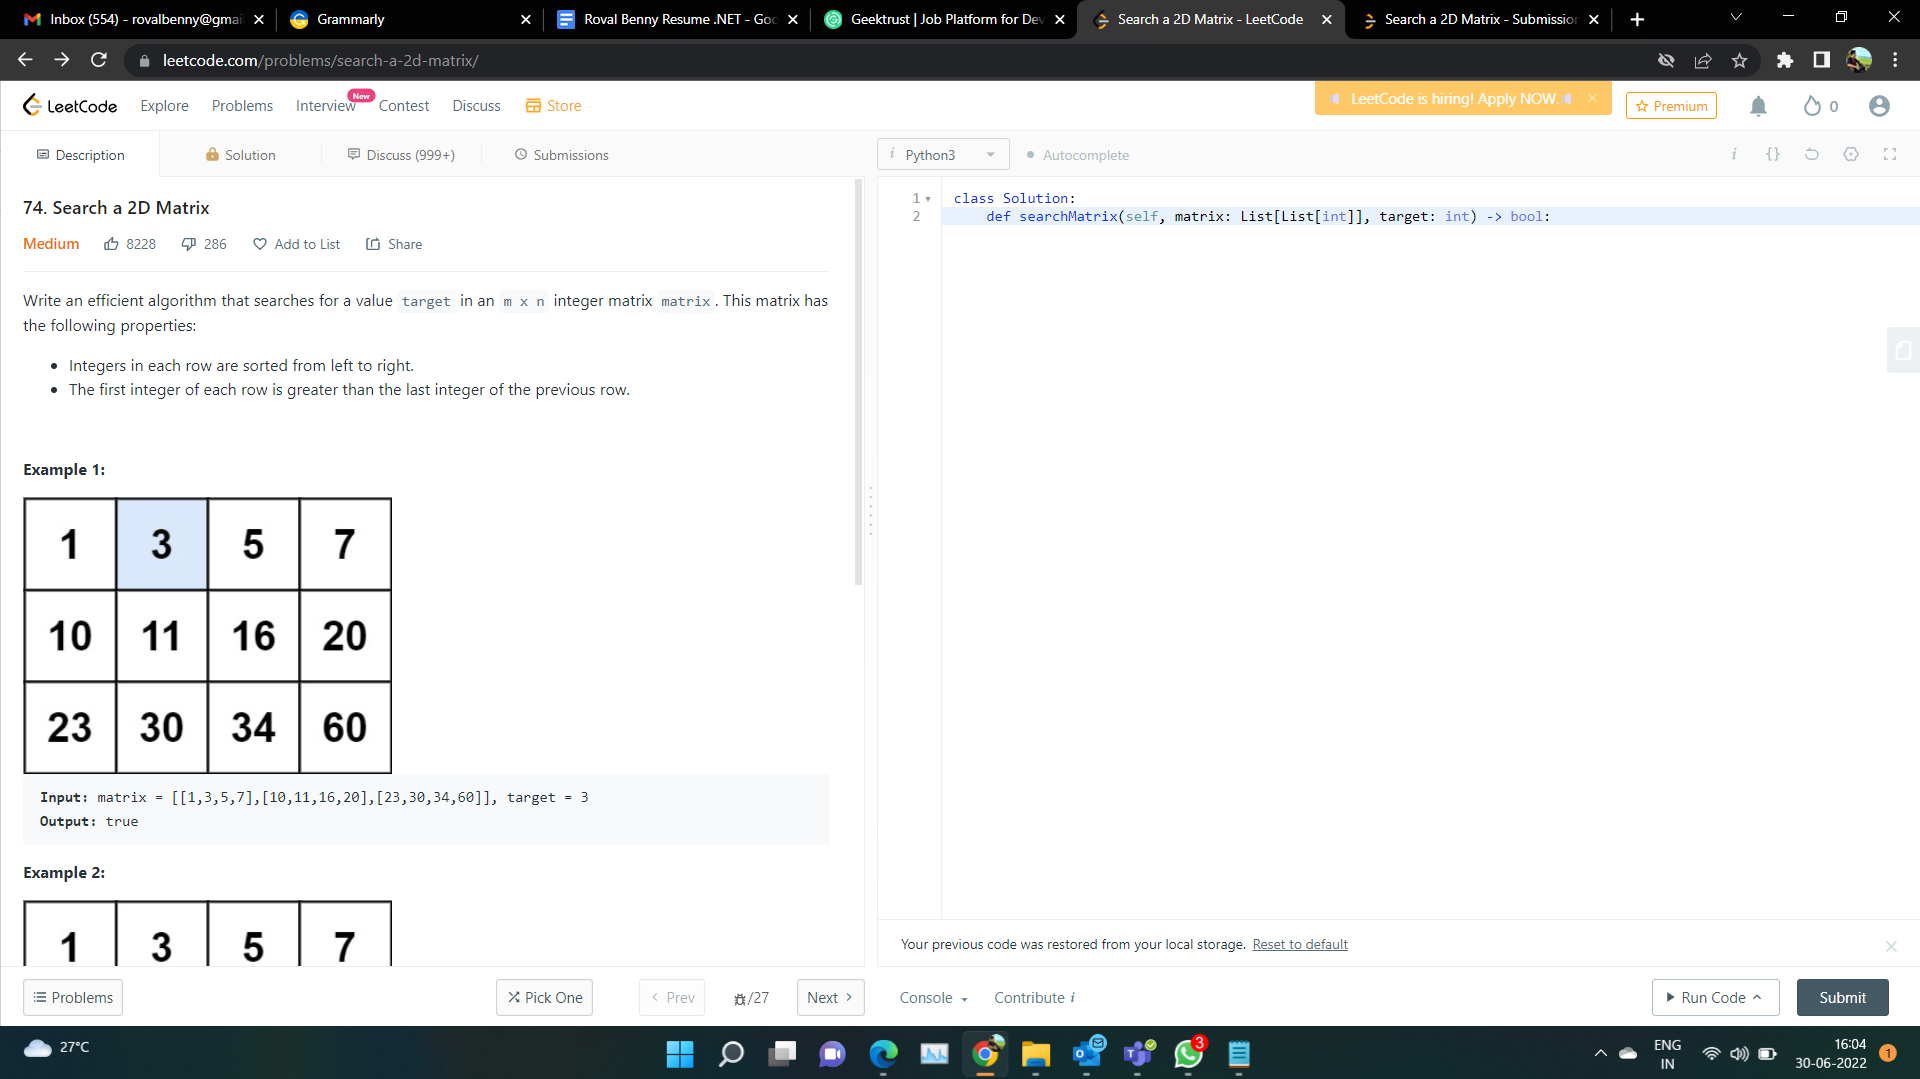 Inbox (554) - rovalbenny@gmai
Grammarly
Roval Benny Resume .NET - Goo
Geektrust | Job Platform for Dev
Search a 2D Matrix - LeetCode
Search a 2D Matrix - Submission
leetcode.com/problems/search-a-2d-matrix/
LeetCode Explore Problems Interview New Contest Discuss Store
LeetCode is hiring! Apply NOW.
Premium
0
Description Solution Discuss (999+) Submissions
i Python3 Autocomplete
i {}
74. Search a 2D Matrix
Medium 8228 286 Add to List Share
Write an efficient algorithm that searches for a value target in an m x n integer matrix matrix. This matrix has
the following properties:
• Integers in each row are sorted from left to right.
• The first integer of each row is greater than the last integer of the previous row.
Example 1:
1 3 5 7
10 11 16 20
23 30 34 60
Input: matrix = [[1,3,5,7],[10,11,16,20],[23,30,34,60]], target = 3
Output: true
Example 2:
1 3 5 7
1 class Solution:
2 def searchMatrix(self, matrix: List[List[int]], target: int) -> bool:
Your previous code was restored from your local storage. Reset to default
Problems Pick One Prev /27 Next Console Contribute i Run Code Submit
27°C
3
ENG
IN
16:04
30-06-2022
1